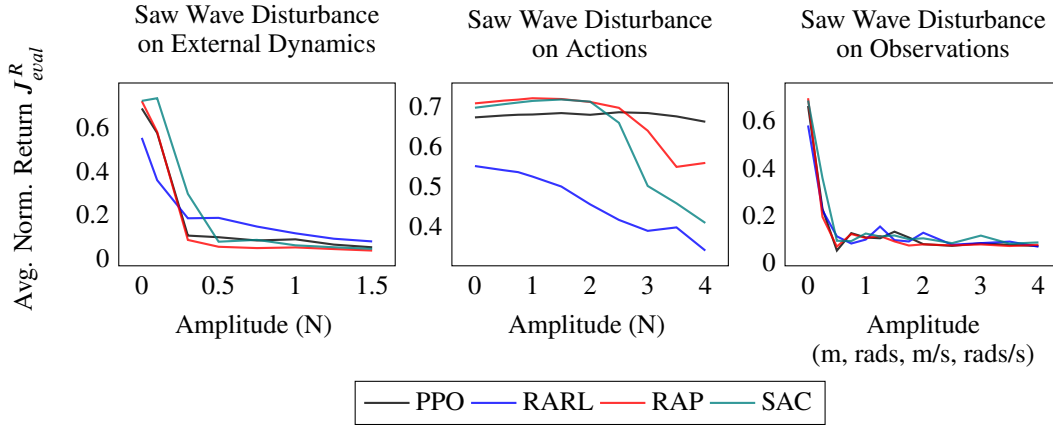 Saw Wave Disturbance
on External Dynamics
Saw Wave Disturbance
on Actions
Saw Wave Disturbance
on Observations
Avg. Norm. Return J^R_eval
0.6
0.4
0.2
0
0 0.5 1 1.5
Amplitude (N)
0.7
0.6
0.5
0.4
0 1 2 3 4
Amplitude (N)
0.6
0.4
0.2
0
0 1 2 3 4
Amplitude
(m, rads, m/s, rads/s)
PPO RARL RAP SAC